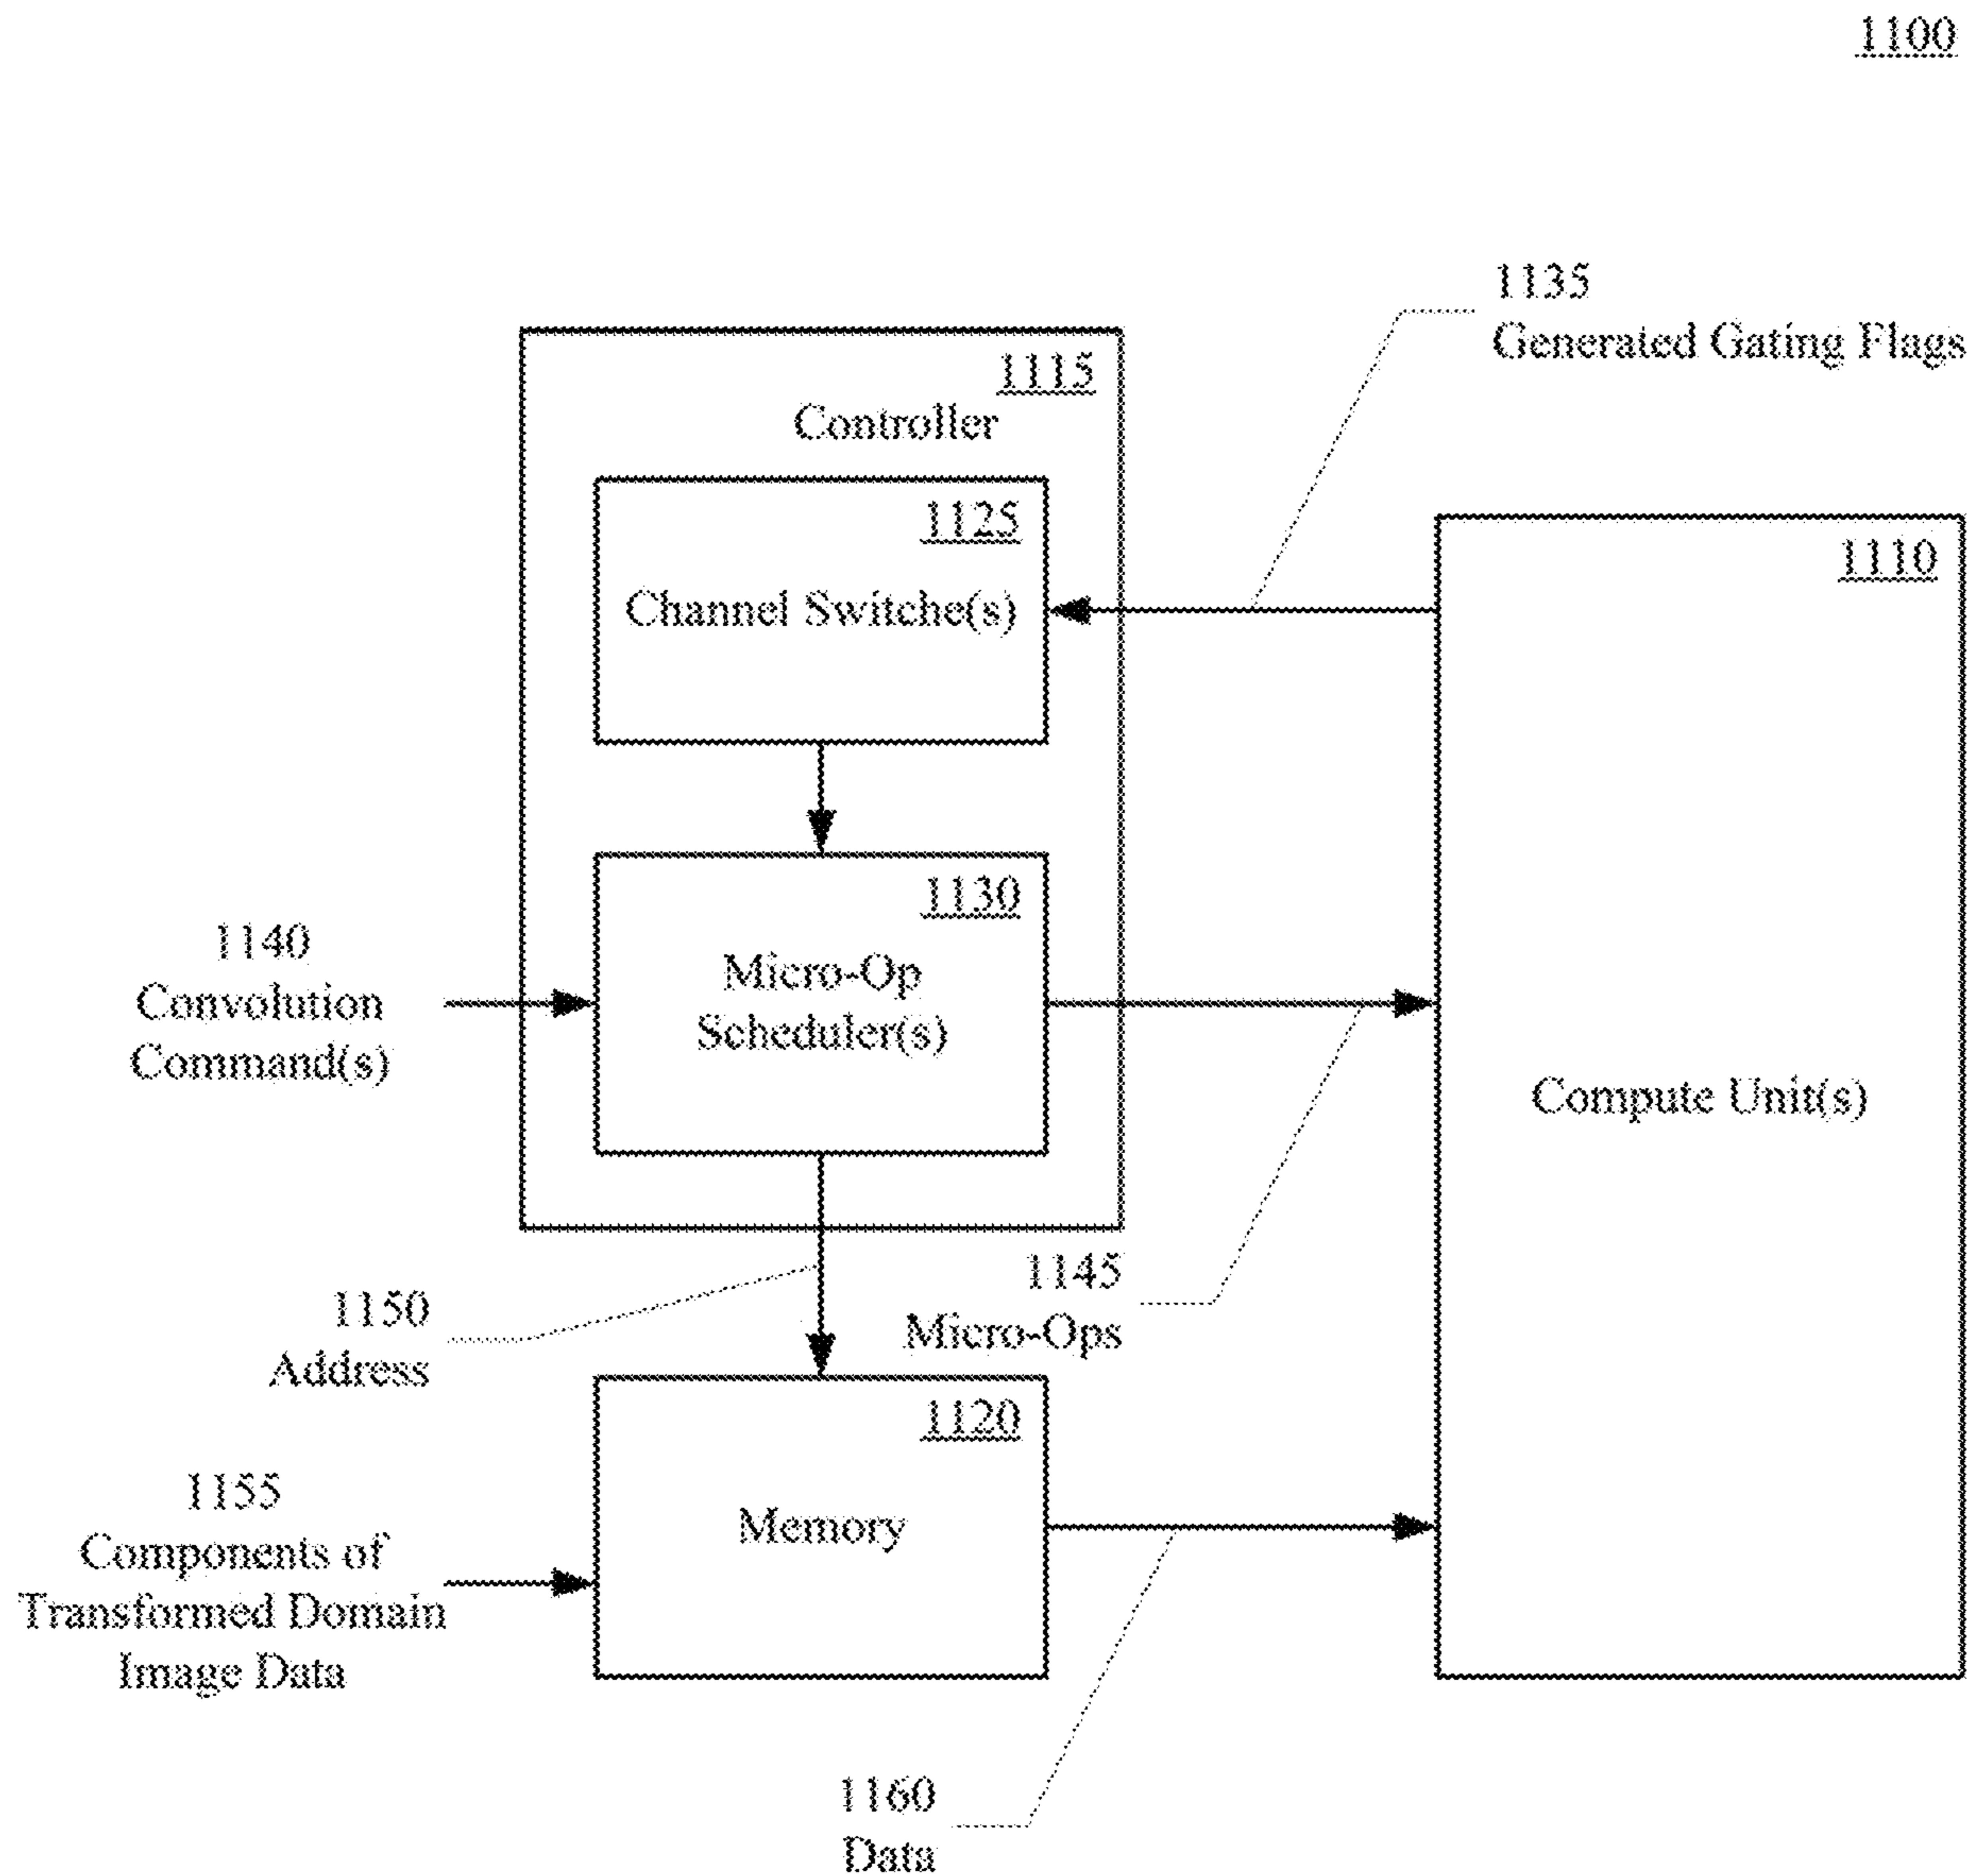 1100
1135
Generated Gating Flags
1115
Controller
1125
Channel Switche(s)
1110
Compute Unit(s)
1130
Micro-Op
Scheduler(s)
1140
Convolution
Command(s)
1145
Micro-Ops
1150
Address
1120
Memory
1155
Components of
Transformed Domain
Image Data
1160
Data